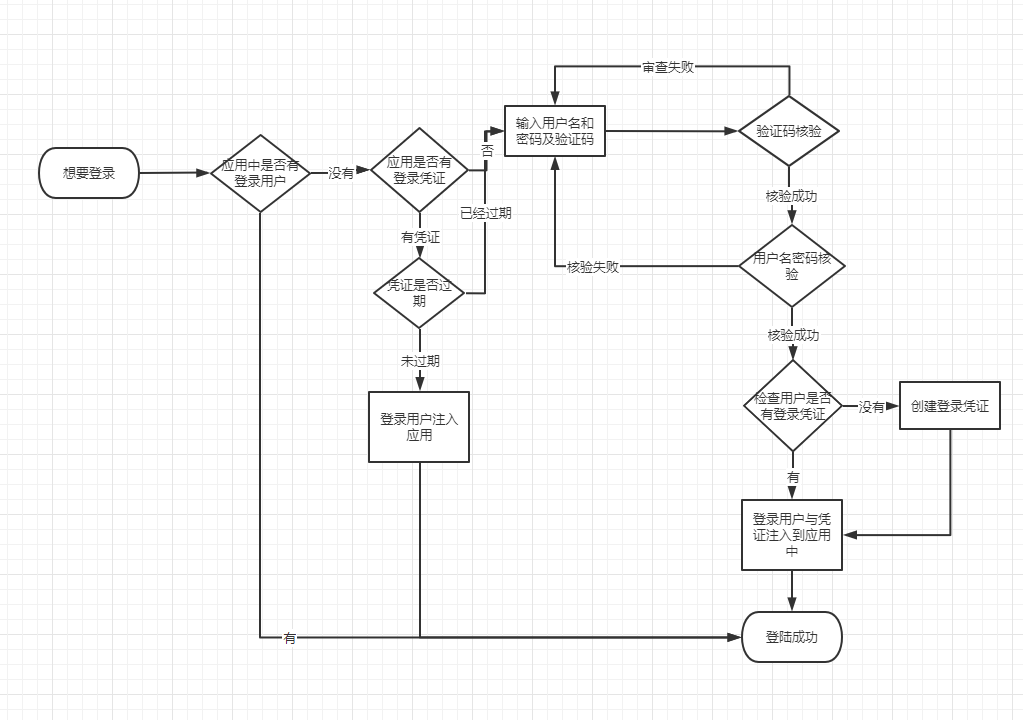 想要登录
应用中是否有
登录用户
没有
应用是否有
登录凭证
否
输入用户名和
密码及验证码
审查失败
验证码核验
核验成功
用户名密码核
验
核验失败
已经过期
有凭证
凭证是否过
期
未过期
登录用户注入
应用
核验成功
检查用户是否
有登录凭证
没有
创建登录凭证
有
登录用户与凭
证注入到应用
中
登陆成功
有